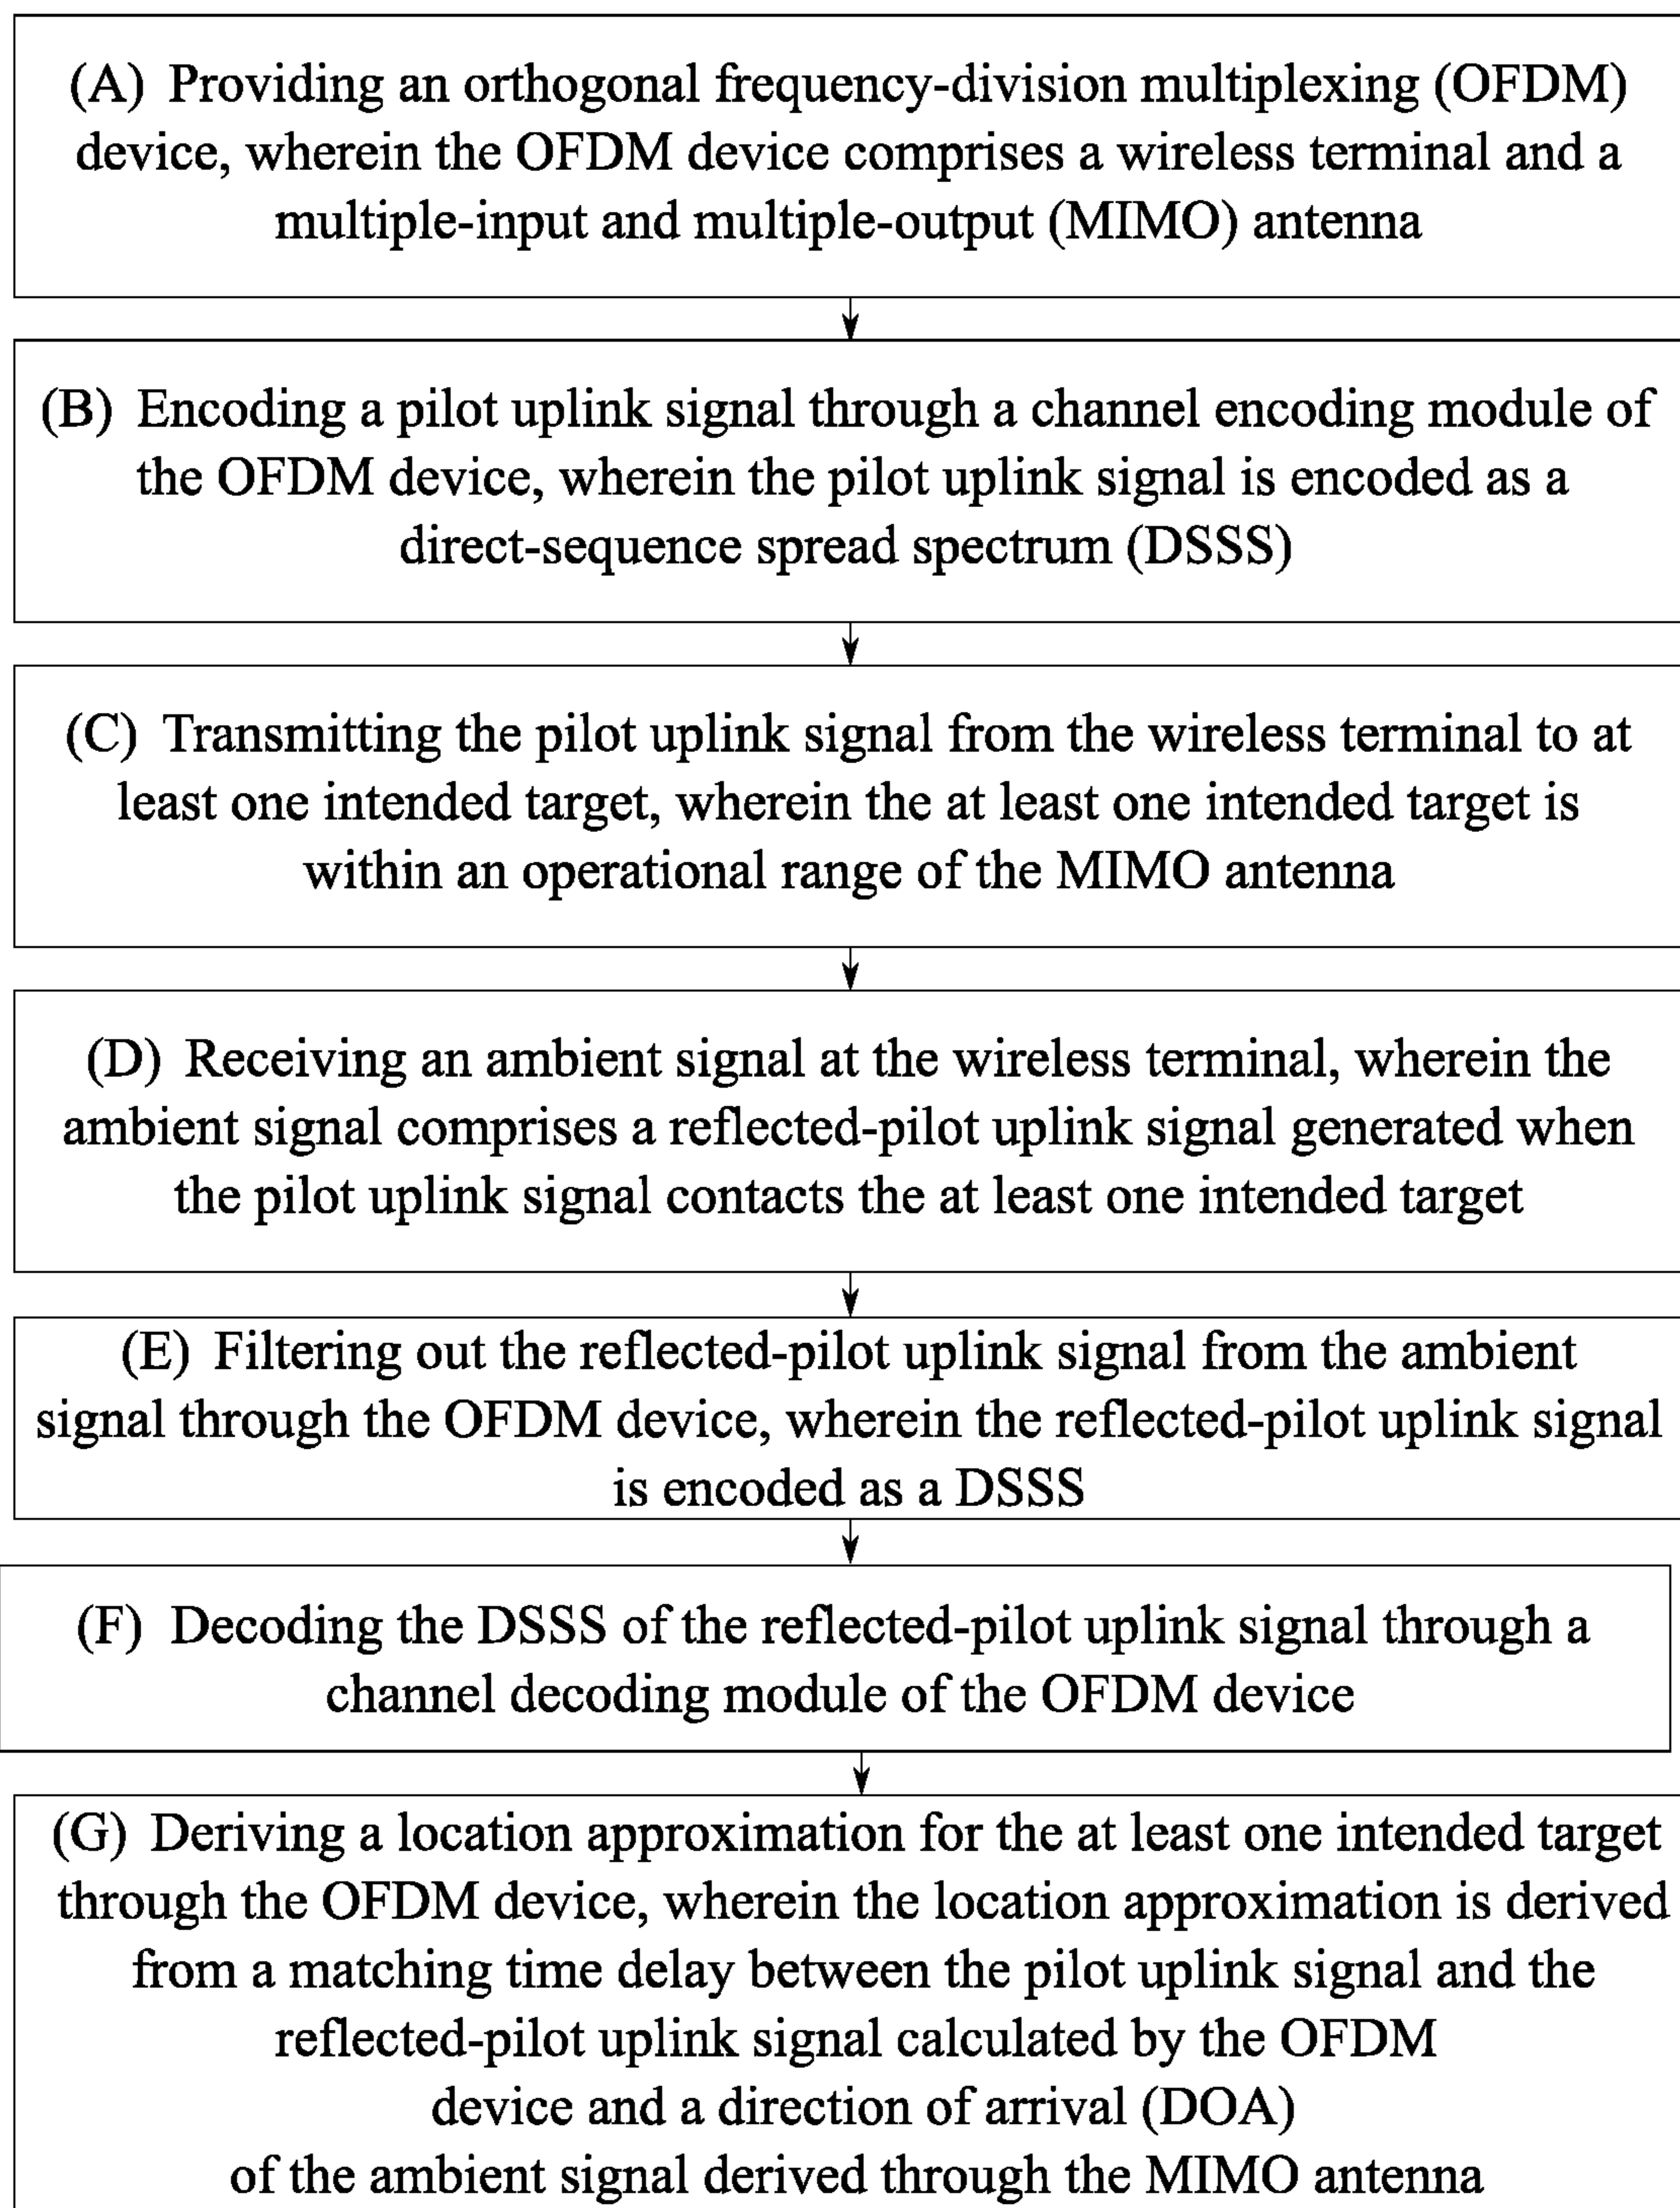 (A) Providing an orthogonal frequency-division multiplexing (OFDM)
device, wherein the OFDM device comprises a wireless terminal and a
multiple-input and multiple-output (MIMO) antenna
(B) Encoding a pilot uplink signal through a channel encoding module of
the OFDM device, wherein the pilot uplink signal is encoded as a
direct-sequence spread spectrum (DSSS)
(C) Transmitting the pilot uplink signal from the wireless terminal to at
least one intended target, wherein the at least one intended target is
within an operational range of the MIMO antenna
(D) Receiving an ambient signal at the wireless terminal, wherein the
ambient signal comprises a reflected-pilot uplink signal generated when
the pilot uplink signal contacts the at least one intended target
(E) Filtering out the reflected-pilot uplink signal from the ambient
signal through the OFDM device, wherein the reflected-pilot uplink signal
is encoded as a DSSS
(F) Decoding the DSSS of the reflected-pilot uplink signal through a
channel decoding module of the OFDM device
(G) Deriving a location approximation for the at least one intended target
through the OFDM device, wherein the location approximation is derived
from a matching time delay between the pilot uplink signal and the
reflected-pilot uplink signal calculated by the OFDM
device and a direction of arrival (DOA)
of the ambient signal derived through the MIMO antenna